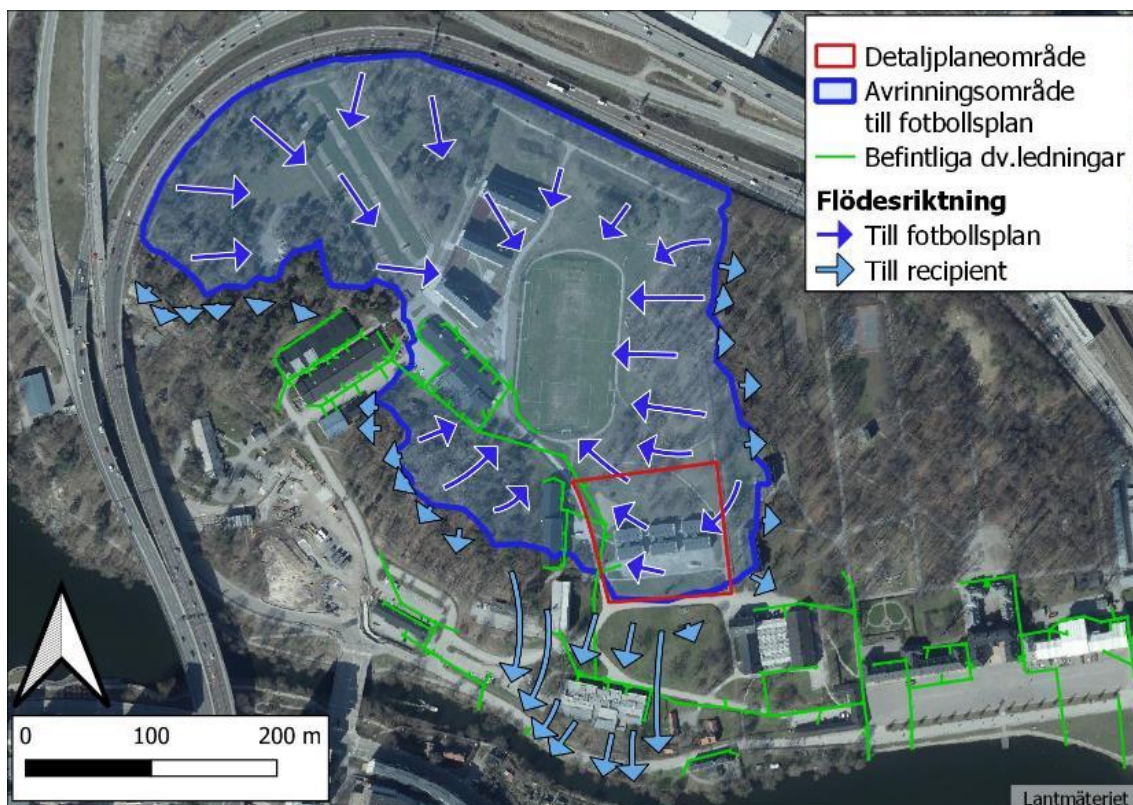 Detaljplaneområde
Avrinningsområde
till fotbollsplan
Befintliga dv.ledningar
Flödesriktning
Till fotbollsplan
Till recipient
0 100 200 m
Lantmäteriet